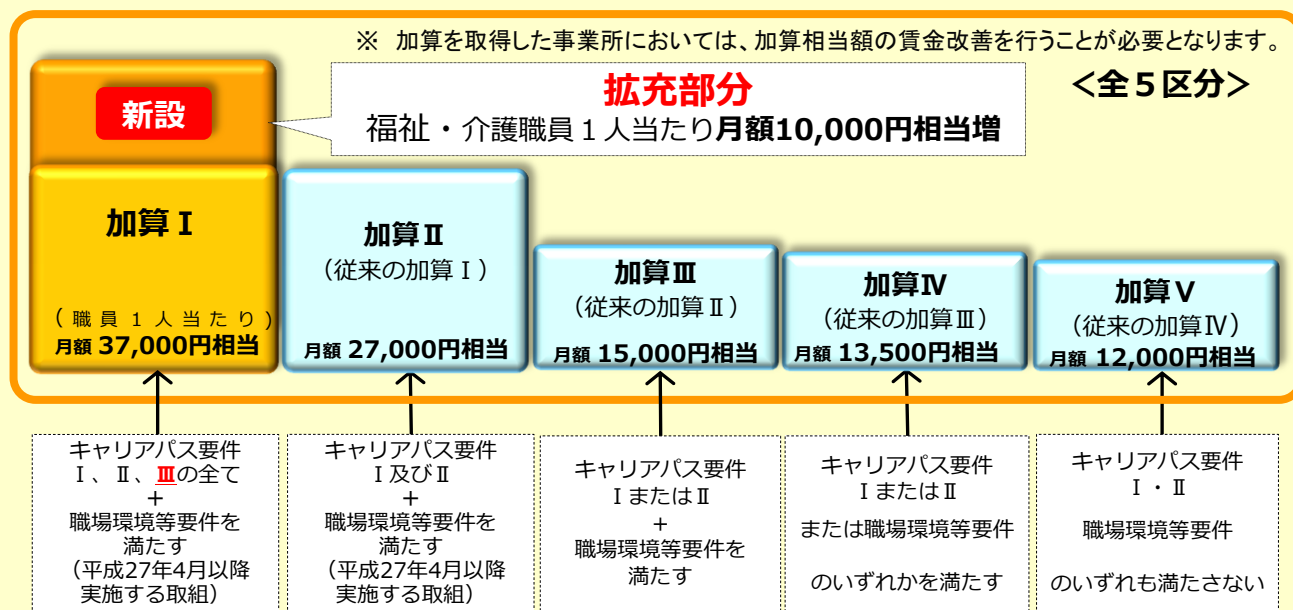 ※ 加算を取得した事業所においては、加算相当額の賃金改善を行うことが必要となります。
<全5区分>
新設
拡充部分
福祉・介護職員1人当たり月額10,000円相当増
加算Ⅰ
(職員1人当たり)
月額 37,000円相当
加算Ⅱ
(従来の加算Ⅰ)
月額 27,000円相当
加算Ⅲ
(従来の加算Ⅱ)
月額 15,000円相当
加算Ⅳ
(従来の加算Ⅲ)
月額 13,500円相当
加算Ⅴ
(従来の加算Ⅳ)
月額 12,000円相当
キャリアパス要件
Ⅰ、Ⅱ、Ⅲの全て
+
職場環境等要件を
満たす
(平成27年4月以降
実施する取組)
キャリアパス要件
Ⅰ及びⅡ
+
職場環境等要件を
満たす
(平成27年4月以降
実施する取組)
キャリアパス要件
ⅠまたはⅡ
+
職場環境等要件を
満たす
キャリアパス要件
ⅠまたはⅡ
または職場環境等要件
のいずれかを満たす
キャリアパス要件
Ⅰ・Ⅱ
職場環境等要件
のいずれも満たさない